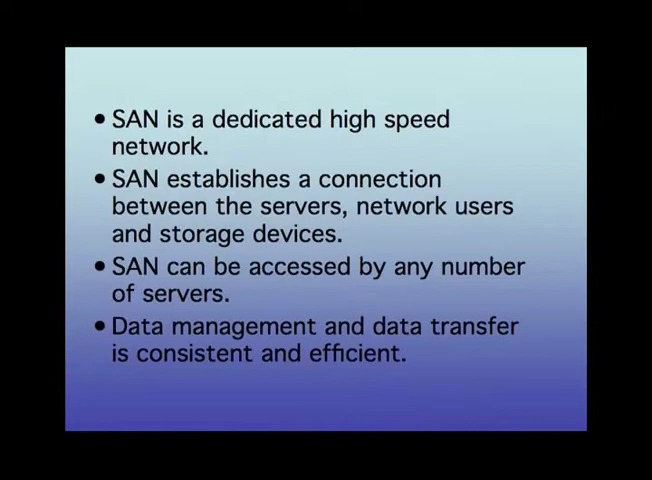 • SAN is a dedicated high speed
network.
• SAN establishes a connection
between the servers, network users
and storage devices.
• SAN can be accessed by any number
of servers.
• Data management and data transfer
is consistent and efficient.